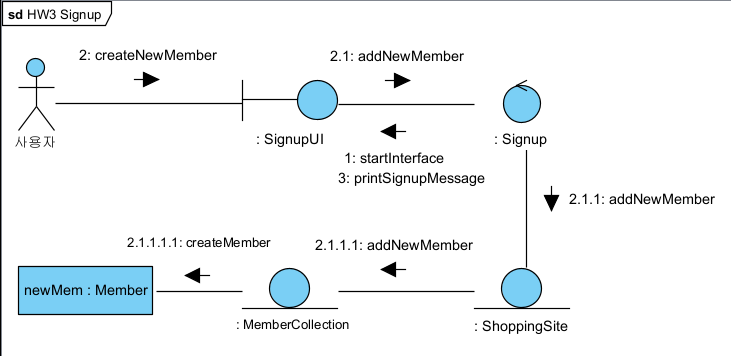 sd HW3 Signup
2: createNewMember
2.1: addNewMember
사용자
: SignupUI
: Signup
1: startInterface
3: printSignupMessage
2.1.1: addNewMember
2.1.1.1.1: createMember
2.1.1.1: addNewMember
newMem : Member
: MemberCollection
: ShoppingSite